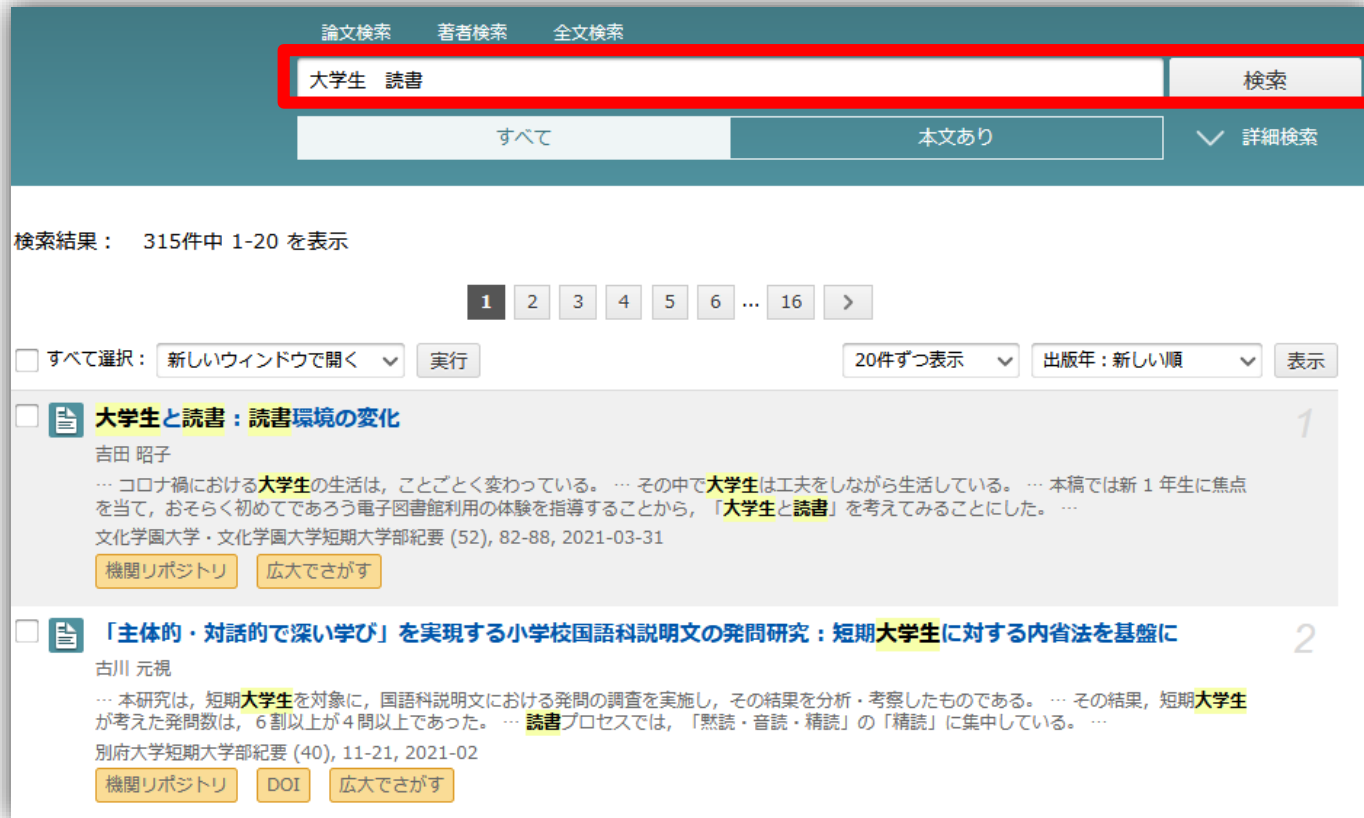 論文検索 著者検索 全文検索
大学生 読書 検索
すべて 本文あり 詳細検索
検索結果： 315件中 1-20 を表示
1 2 3 4 5 6 ... 16 >
すべて選択： 新しいウィンドウで開く 実行 20件ずつ表示 出版年：新しい順 表示
大学生と読書：読書環境の変化 1
吉田 昭子
… コロナ禍における大学生の生活は，ことごとく変わっている。 … その中で大学生は工夫をしながら生活している。 … 本稿では新 1 年生に焦点
を当て，おそらく初めてであろう電子図書館利用の体験を指導することから，「大学生と読書」を考えてみることにした。 …
文化学園大学・文化学園大学短期大学部紀要 (52), 82-88, 2021-03-31
機関リポジトリ 広大でさがす
「主体的・対話的で深い学び」を実現する小学校国語科説明文の発問研究：短期大学生に対する内省法を基盤に 2
古川 元視
… 本研究は，短期大学生を対象に，国語科説明文における発問の調査を実施し，その結果を分析・考察したものである。 … その結果，短期大学生
が考えた発問数は，６割以上が４問以上であった。 … 読書プロセスでは，「黙読・音読・精読」の「精読」に集中している。 …
別府大学短期大学部紀要 (40), 11-21, 2021-02
機関リポジトリ DOI 広大でさがす